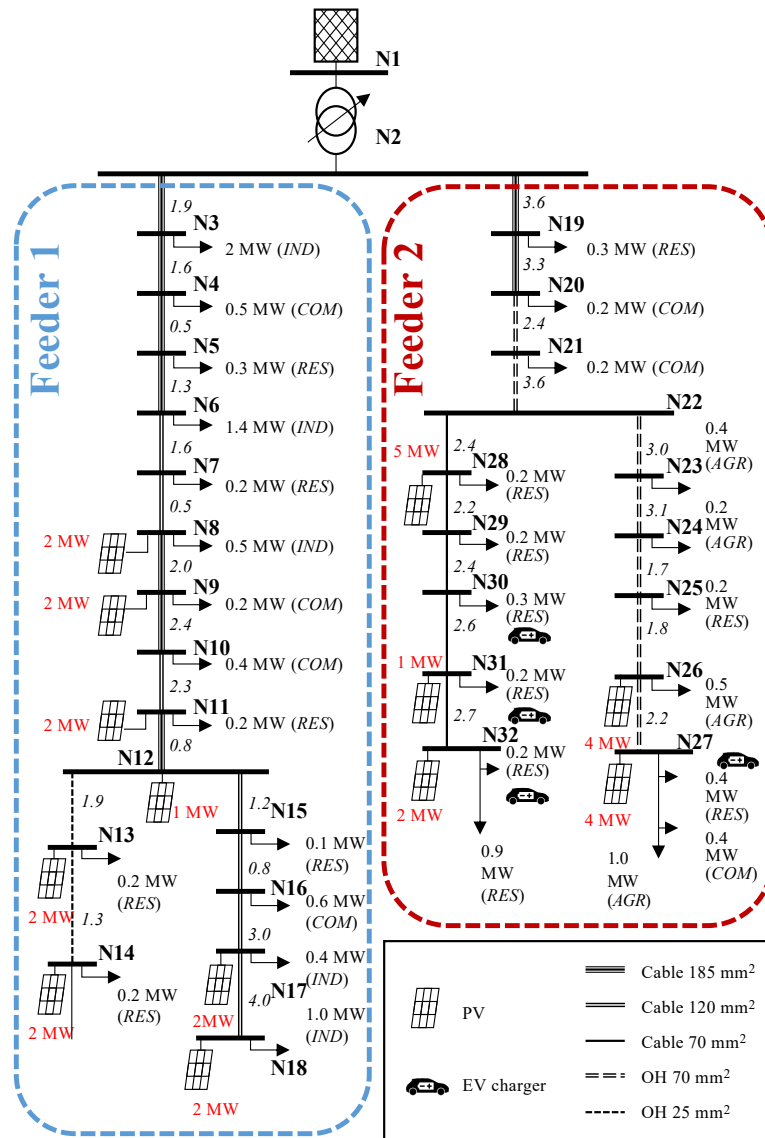 N1
N2
Feeder 1
1.9
N3
2 MW (IND)
1.6
N4
0.5 MW (COM)
0.5
N5
0.3 MW (RES)
1.3
N6
1.4 MW (IND)
1.6
N7
0.2 MW (RES)
0.5
N8
2 MW
0.5 MW (IND)
2.0
N9
2 MW
0.2 MW (COM)
2.4
N10
0.4 MW (COM)
2.3
N11
2 MW
0.2 MW (RES)
0.8
N12
1 MW
1.9
N13
0.2 MW
(RES)
2 MW
1.3
N14
0.2 MW
(RES)
2 MW
1.2
N15
0.1 MW
(RES)
0.8
N16
0.6 MW
(COM)
3.0
0.4 MW
(IND)
N17
2MW
4.0
1.0 MW
(IND)
N18
2 MW
Feeder 2
3.6
N19
0.3 MW (RES)
3.3
N20
0.2 MW (COM)
2.4
N21
0.2 MW (COM)
3.6
N22
2.4
5 MW
N28
0.2 MW
(RES)
2.2
N29
0.2 MW
(RES)
2.4
N30
0.3 MW
(RES)
2.6
1 MW
N31
0.2 MW
(RES)
2.7
N32
0.2 MW
(RES)
2 MW
0.9
MW
(RES)
3.0
0.4
MW
(AGR)
N23
3.1
0.2
MW
(AGR)
N24
1.7
N25
0.2
MW
(RES)
1.8
N26
0.5
MW
(AGR)
4 MW
2.2
N27
4 MW
0.4
MW
(RES)
0.4
MW
(COM)
1.0
MW
(AGR)
PV
EV charger
Cable 185 mm²
Cable 120 mm²
Cable 70 mm²
OH 70 mm²
OH 25 mm²